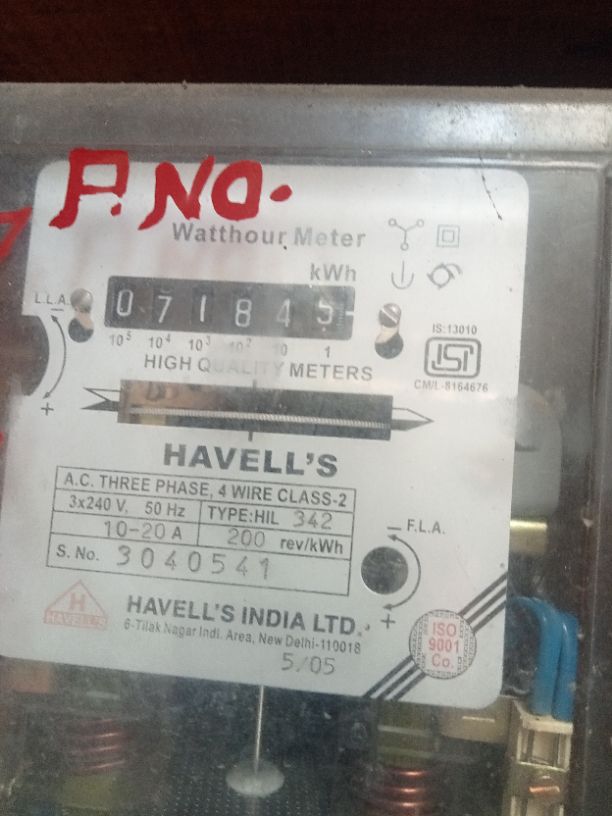 P. NO.
Watthour Meter
kWh
L.L.A.
071845
10⁵ 10⁴ 10³ 10² 10 1
HIGH QUALITY METERS
IS:13010
ISI
CM/L-8164676
HAVELL'S
A.C. THREE PHASE, 4 WIRE CLASS-2
3x240 V, 50 Hz TYPE:HIL 342
10-20 A 200 rev/kWh
S. No. 3040541
F.L.A.
H
HAVELL'S
HAVELL'S INDIA LTD.
6-Tilak Nagar Indl. Area, New Delhi-110018
5/05
ISO
9001
Co.